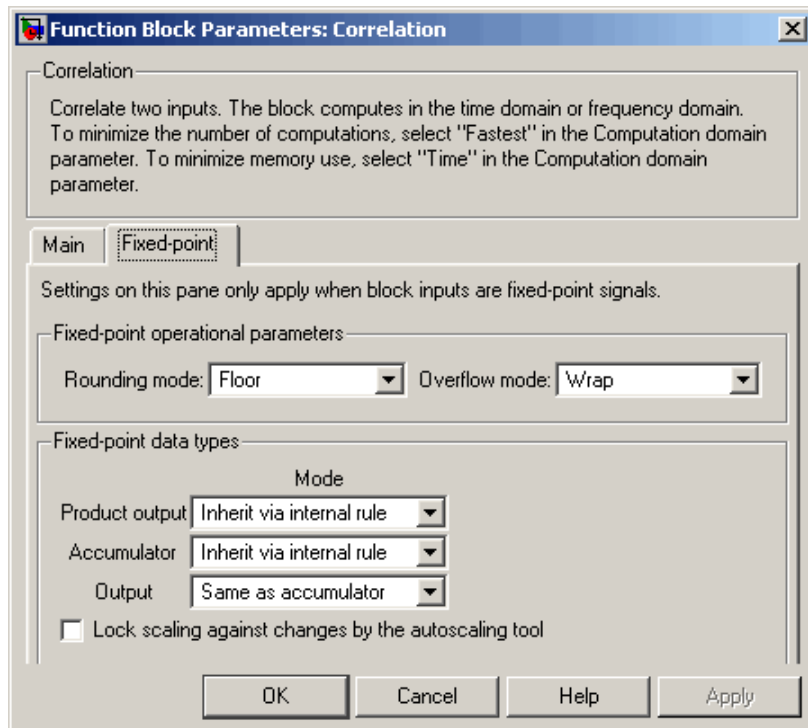 Function Block Parameters: Correlation
Correlation
Correlate two inputs. The block computes in the time domain or frequency domain.
To minimize the number of computations, select "Fastest" in the Computation domain
parameter. To minimize memory use, select "Time" in the Computation domain
parameter.
Main Fixed-point
Settings on this pane only apply when block inputs are fixed-point signals.
Fixed-point operational parameters
Rounding mode: Floor Overflow mode: Wrap
Fixed-point data types
Mode
Product output Inherit via internal rule
Accumulator Inherit via internal rule
Output Same as accumulator
Lock scaling against changes by the autoscaling tool
OK Cancel Help Apply